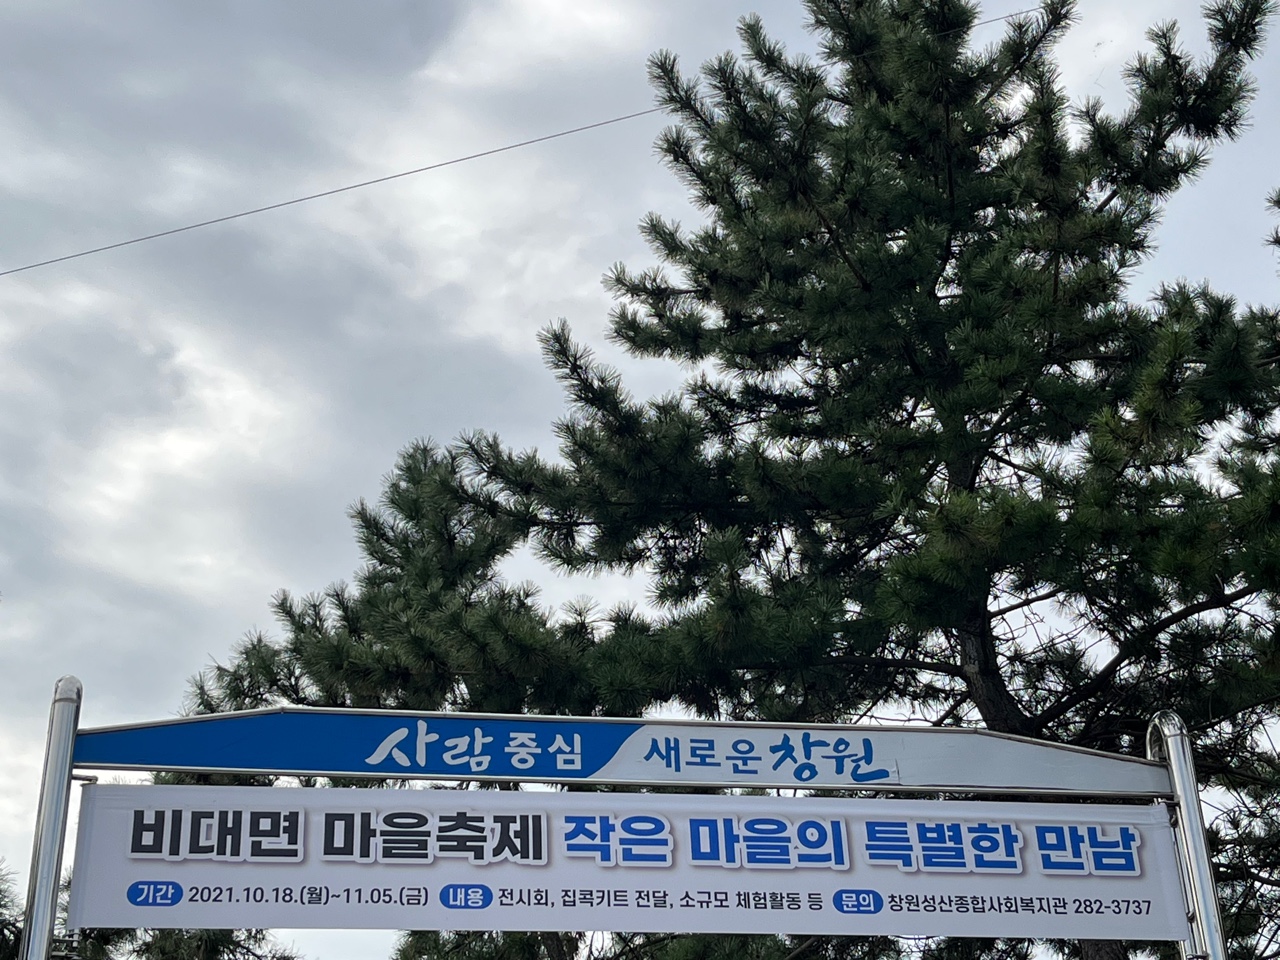 사람중심 새로운창원
비대면 마을축제 작은 마을의 특별한 만남
기간 2021.10.18.(월)~11.05.(금) 내용 전시회, 집콕키트 전달, 소규모 체험활동 등 문의 창원성산종합사회복지관 282-3737